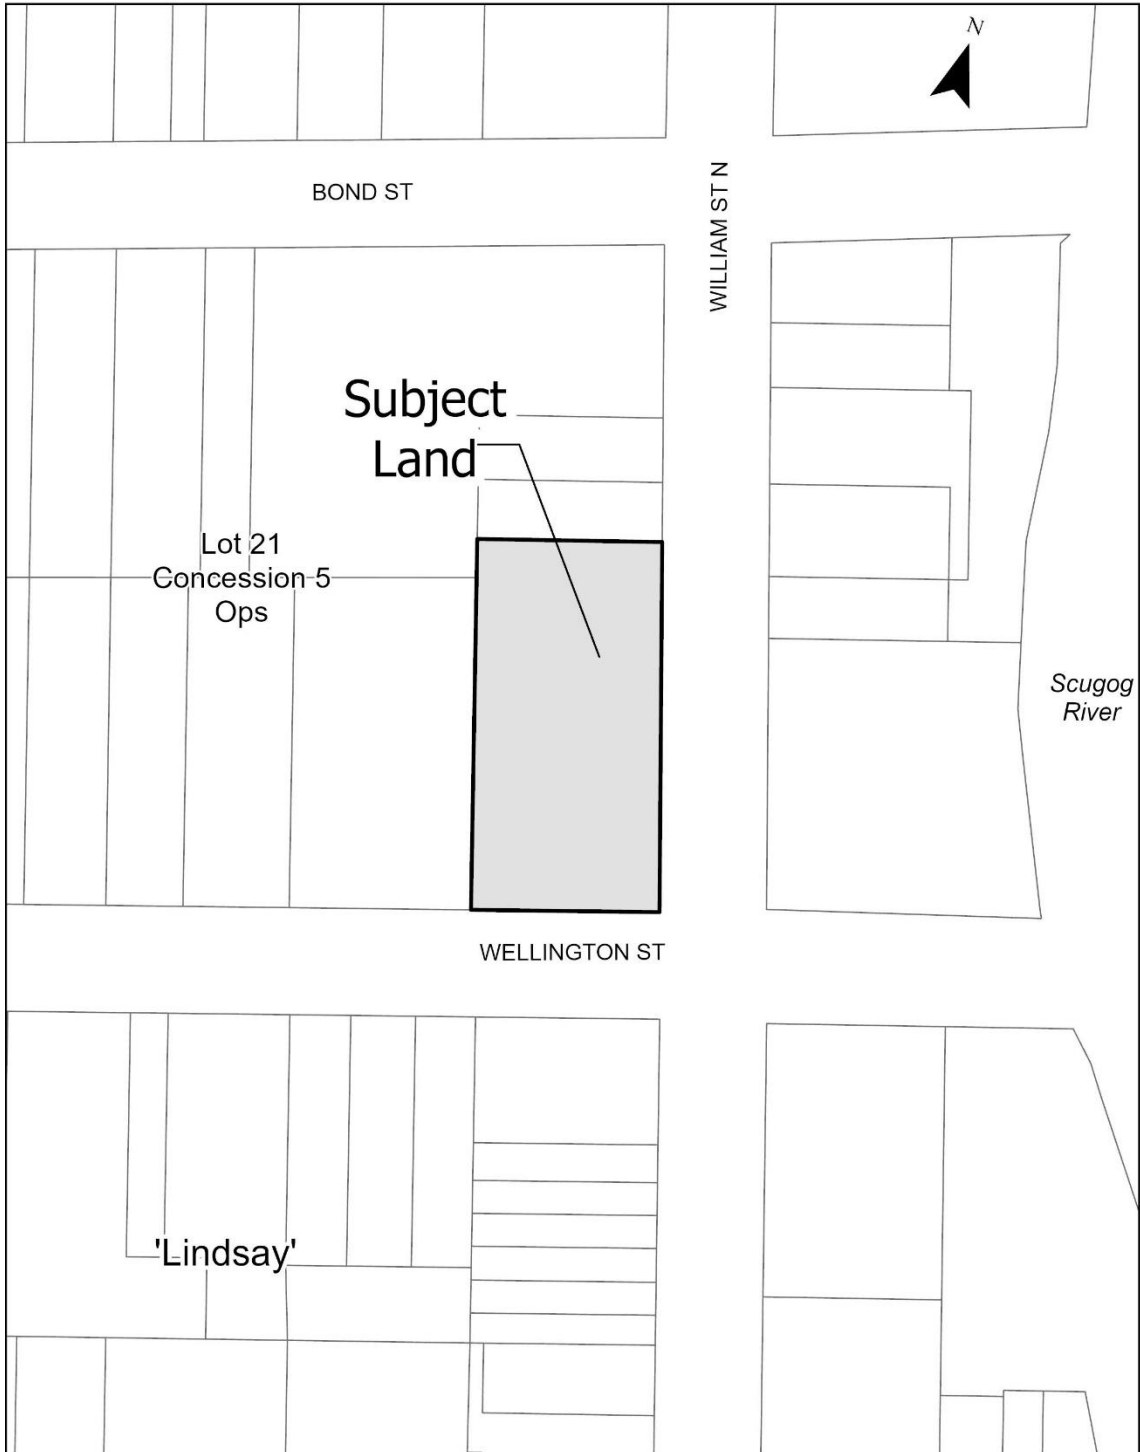 N
BOND ST
WILLIAM ST N
Subject
Land
Lot 21
Concession 5
Ops
Scugog
River
WELLINGTON ST
'Lindsay'